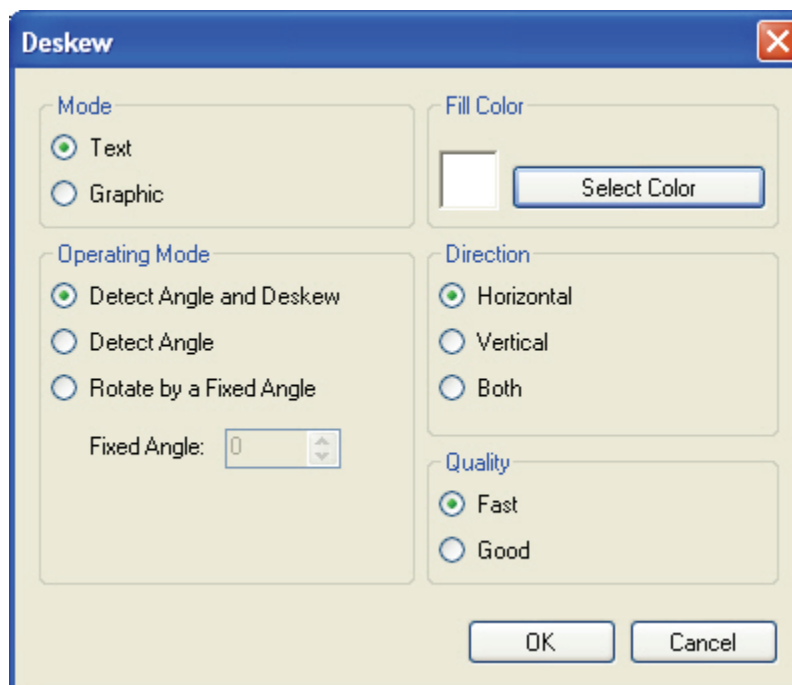 Deskew
Mode
Text
Graphic
Fill Color
Select Color
Operating Mode
Detect Angle and Deskew
Detect Angle
Rotate by a Fixed Angle
Fixed Angle: 0
Direction
Horizontal
Vertical
Both
Quality
Fast
Good
OK Cancel